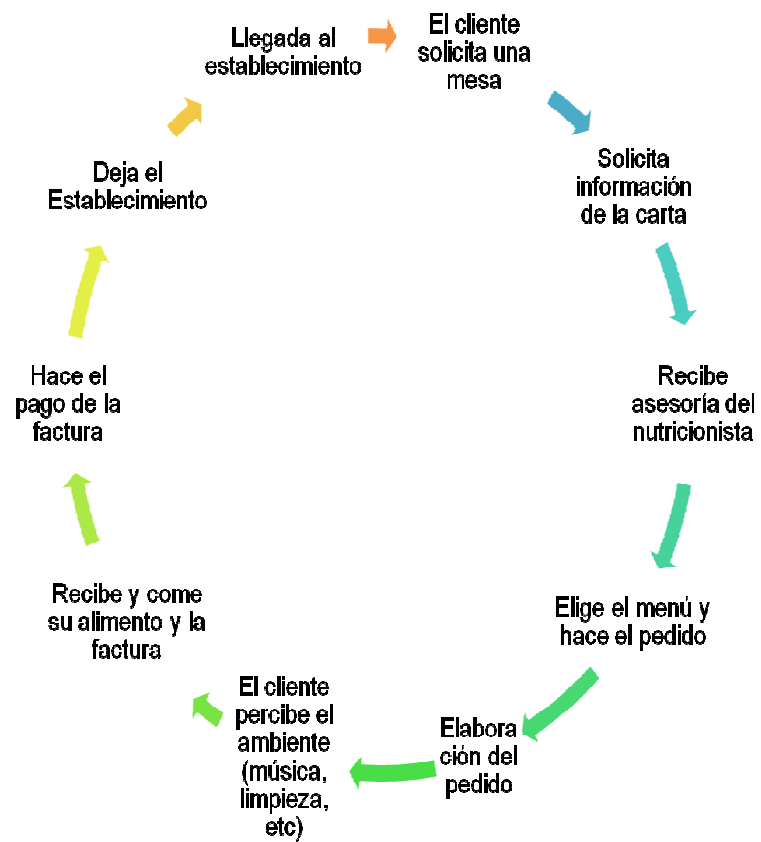 Llegada al
establecimiento
El cliente
solicita una
mesa
Solicita
información
de la carta
Recibe
asesoría del
nutricionista
Elige el menú y
hace el pedido
Elabora
ción del
pedido
El cliente
percibe el
ambiente
(música,
limpieza,
etc)
Recibe y come
su alimento y la
factura
Hace el
pago de la
factura
Deja el
Establecimiento